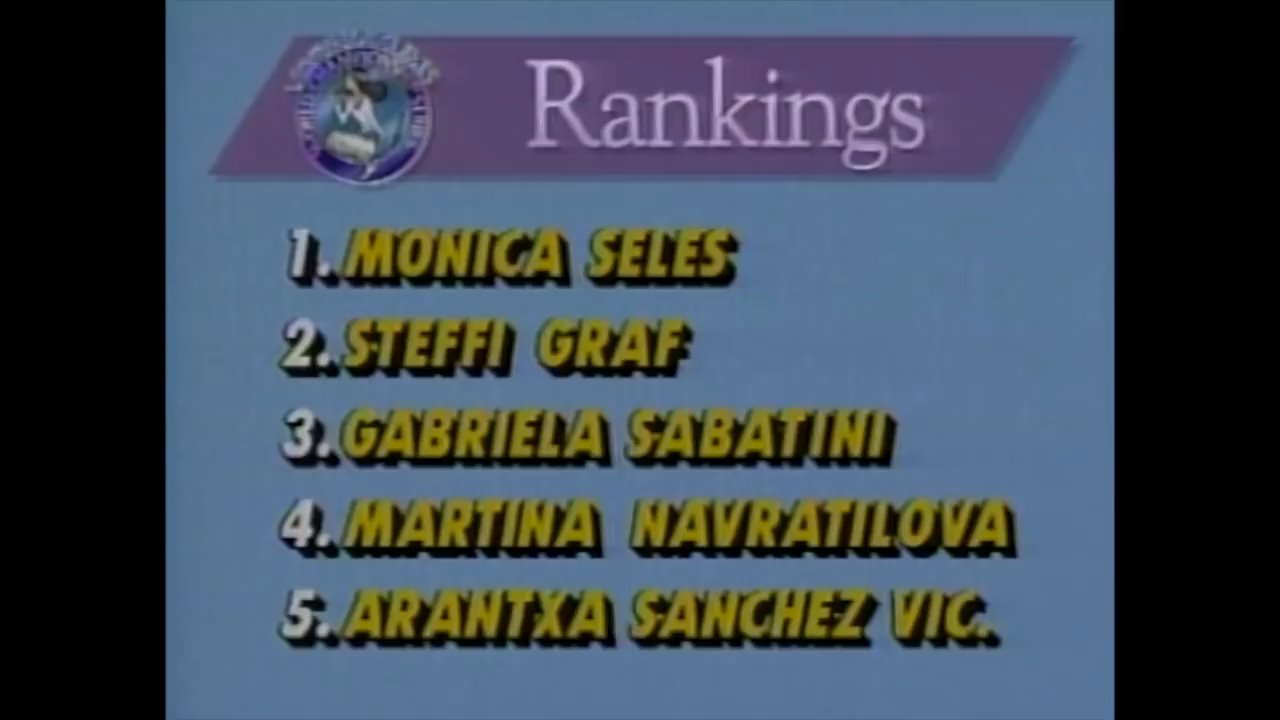 Rankings
1. MONICA SELES
2. STEFFI GRAF
3. GABRIELA SABATINI
4. MARTINA NAVRATILOVA
5. ARANTXA SANCHEZ VIC.